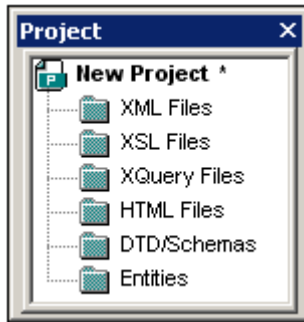 Project
New Project *
XML Files
XSL Files
XQuery Files
HTML Files
DTD/Schemas
Entities